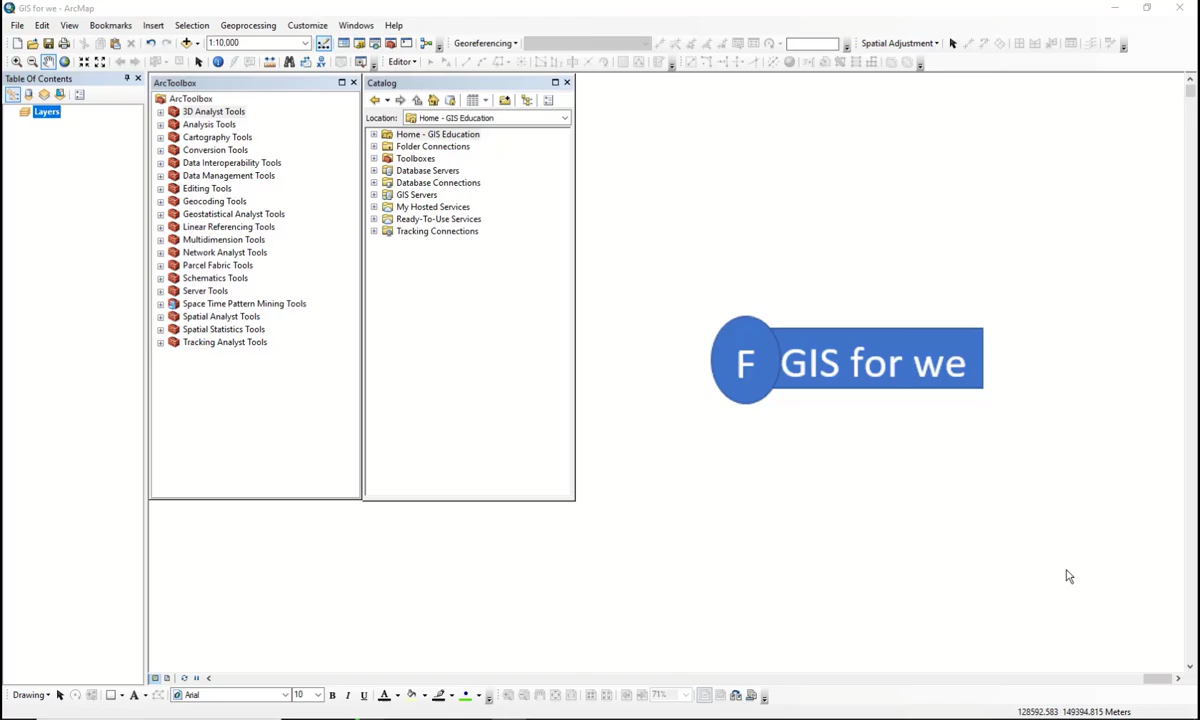 GIS for we - ArcMap
File Edit View Bookmarks Insert Selection Geoprocessing Customize Windows Help
1:10,000
Georeferencing
Spatial Adjustment
Editor
Table Of Contents
Layers
ArcToolbox
ArcToolbox
3D Analyst Tools
Analysis Tools
Cartography Tools
Conversion Tools
Data Interoperability Tools
Data Management Tools
Editing Tools
Geocoding Tools
Geostatistical Analyst Tools
Linear Referencing Tools
Multidimension Tools
Network Analyst Tools
Parcel Fabric Tools
Schematics Tools
Server Tools
Space Time Pattern Mining Tools
Spatial Analyst Tools
Spatial Statistics Tools
Tracking Analyst Tools
Catalog
Location: Home - GIS Education
Home - GIS Education
Folder Connections
Toolboxes
Database Servers
Database Connections
GIS Servers
My Hosted Services
Ready-To-Use Services
Tracking Connections
F GIS for we
Drawing A Arial 10 B I U A 71%
128592.583 149394.815 Meters